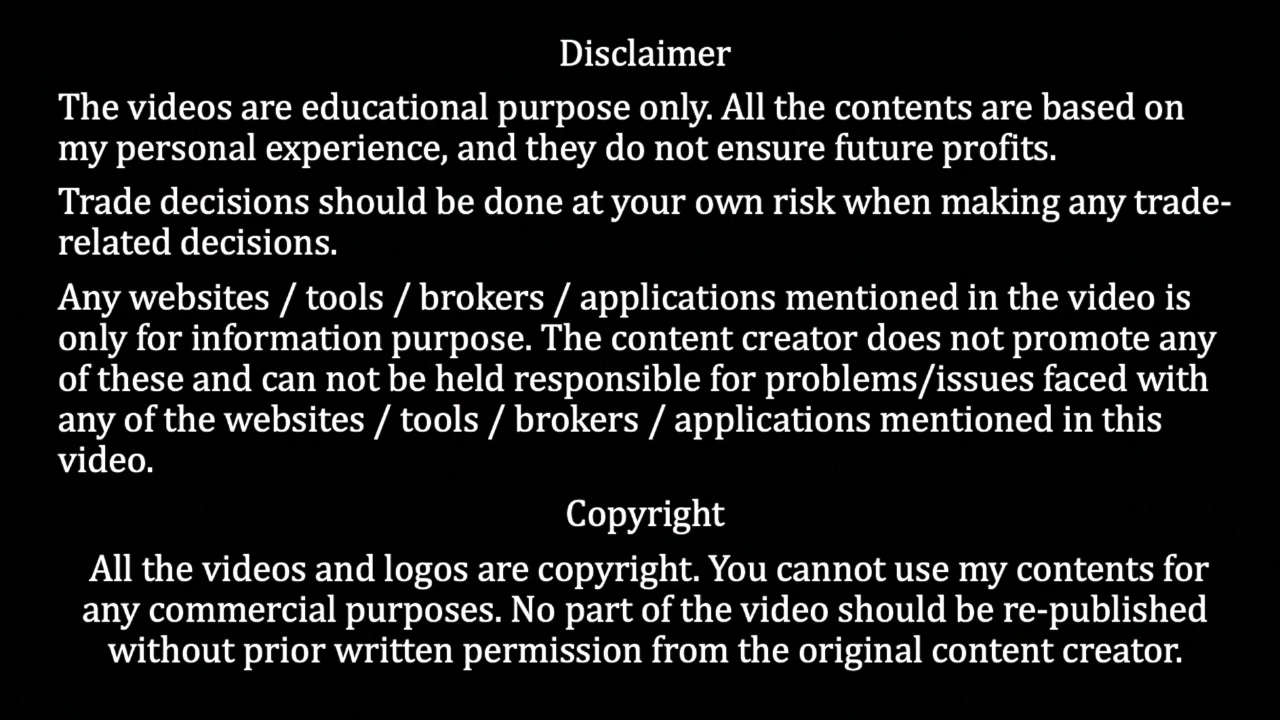 Disclaimer
The videos are educational purpose only. All the contents are based on
my personal experience, and they do not ensure future profits.
Trade decisions should be done at your own risk when making any trade-
related decisions.
Any websites / tools / brokers / applications mentioned in the video is
only for information purpose. The content creator does not promote any
of these and can not be held responsible for problems/issues faced with
any of the websites / tools / brokers / applications mentioned in this
video.
Copyright
All the videos and logos are copyright. You cannot use my contents for
any commercial purposes. No part of the video should be re-published
without prior written permission from the original content creator.